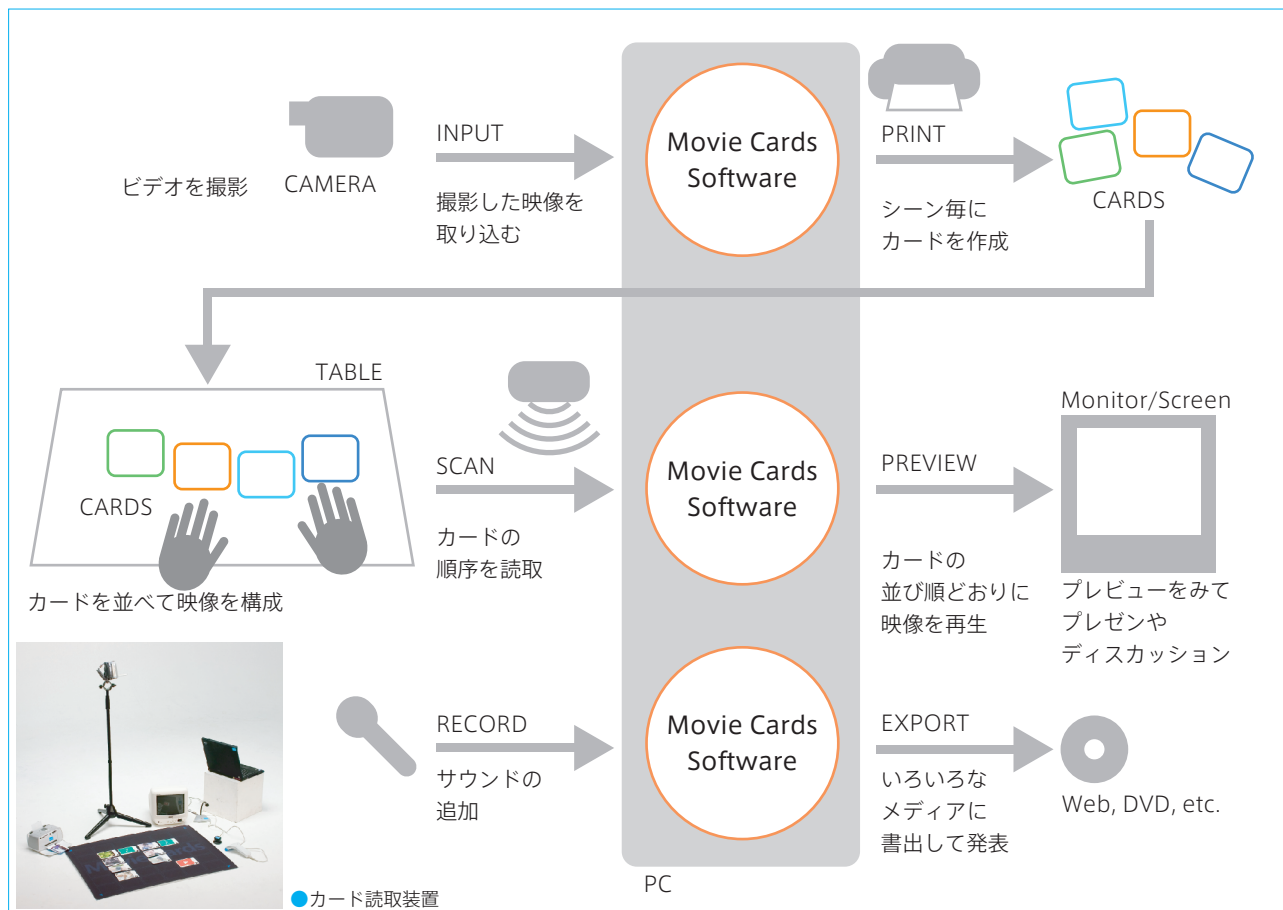 ビデオを撮影
CAMERA
INPUT
撮影した映像を
取り込む
Movie Cards
Software
PRINT
シーン毎に
カードを作成
CARDS
TABLE
CARDS
カードを並べて映像を構成
SCAN
カードの
順序を読取
Movie Cards
Software
PREVIEW
カードの
並び順どおりに
映像を再生
Monitor/Screen
プレビューをみて
プレゼンや
ディスカッション
●カード読取装置
RECORD
サウンドの
追加
Movie Cards
Software
EXPORT
いろいろな
メディアに
書出して発表
Web, DVD, etc.
PC